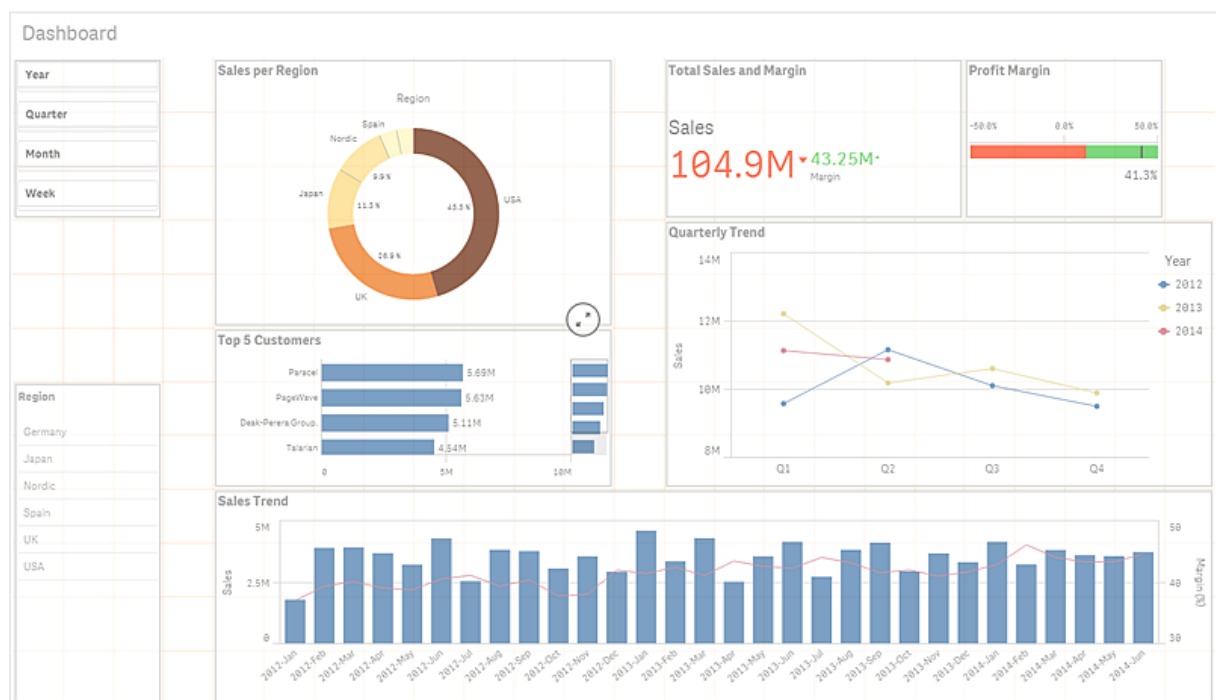 Dashboard
Year
Quarter
Month
Week
Region
Germany
Japan
Nordic
Spain
UK
USA
Sales per Region
Region
Spain
Nordic
Japan
UK
USA
9.9%
11.3%
26.9%
45.5%
Top 5 Customers
Paracel 5.69M
PageWave 5.63M
Deak-Perera Group. 5.11M
Talarian 4.54M
0 5M 10M
Total Sales and Margin
Sales
104.9M 43.25M
Margin
Profit Margin
-50.0% 0.0% 50.0%
41.3%
Quarterly Trend
Sales
14M
12M
10M
8M
Q1 Q2 Q3 Q4
Year
2012
2013
2014
Sales Trend
Sales
5M
2.5M
0
50
40
30
Margin (%)
2012-Jan 2012-Feb 2012-Mar 2012-Apr 2012-May 2012-Jun 2012-Jul 2012-Aug 2012-Sep 2012-Oct 2012-Nov 2012-Dec 2013-Jan 2013-Feb 2013-Mar 2013-Apr 2013-May 2013-Jun 2013-Jul 2013-Aug 2013-Sep 2013-Oct 2013-Nov 2013-Dec 2014-Jan 2014-Feb 2014-Mar 2014-Apr 2014-May 2014-Jun